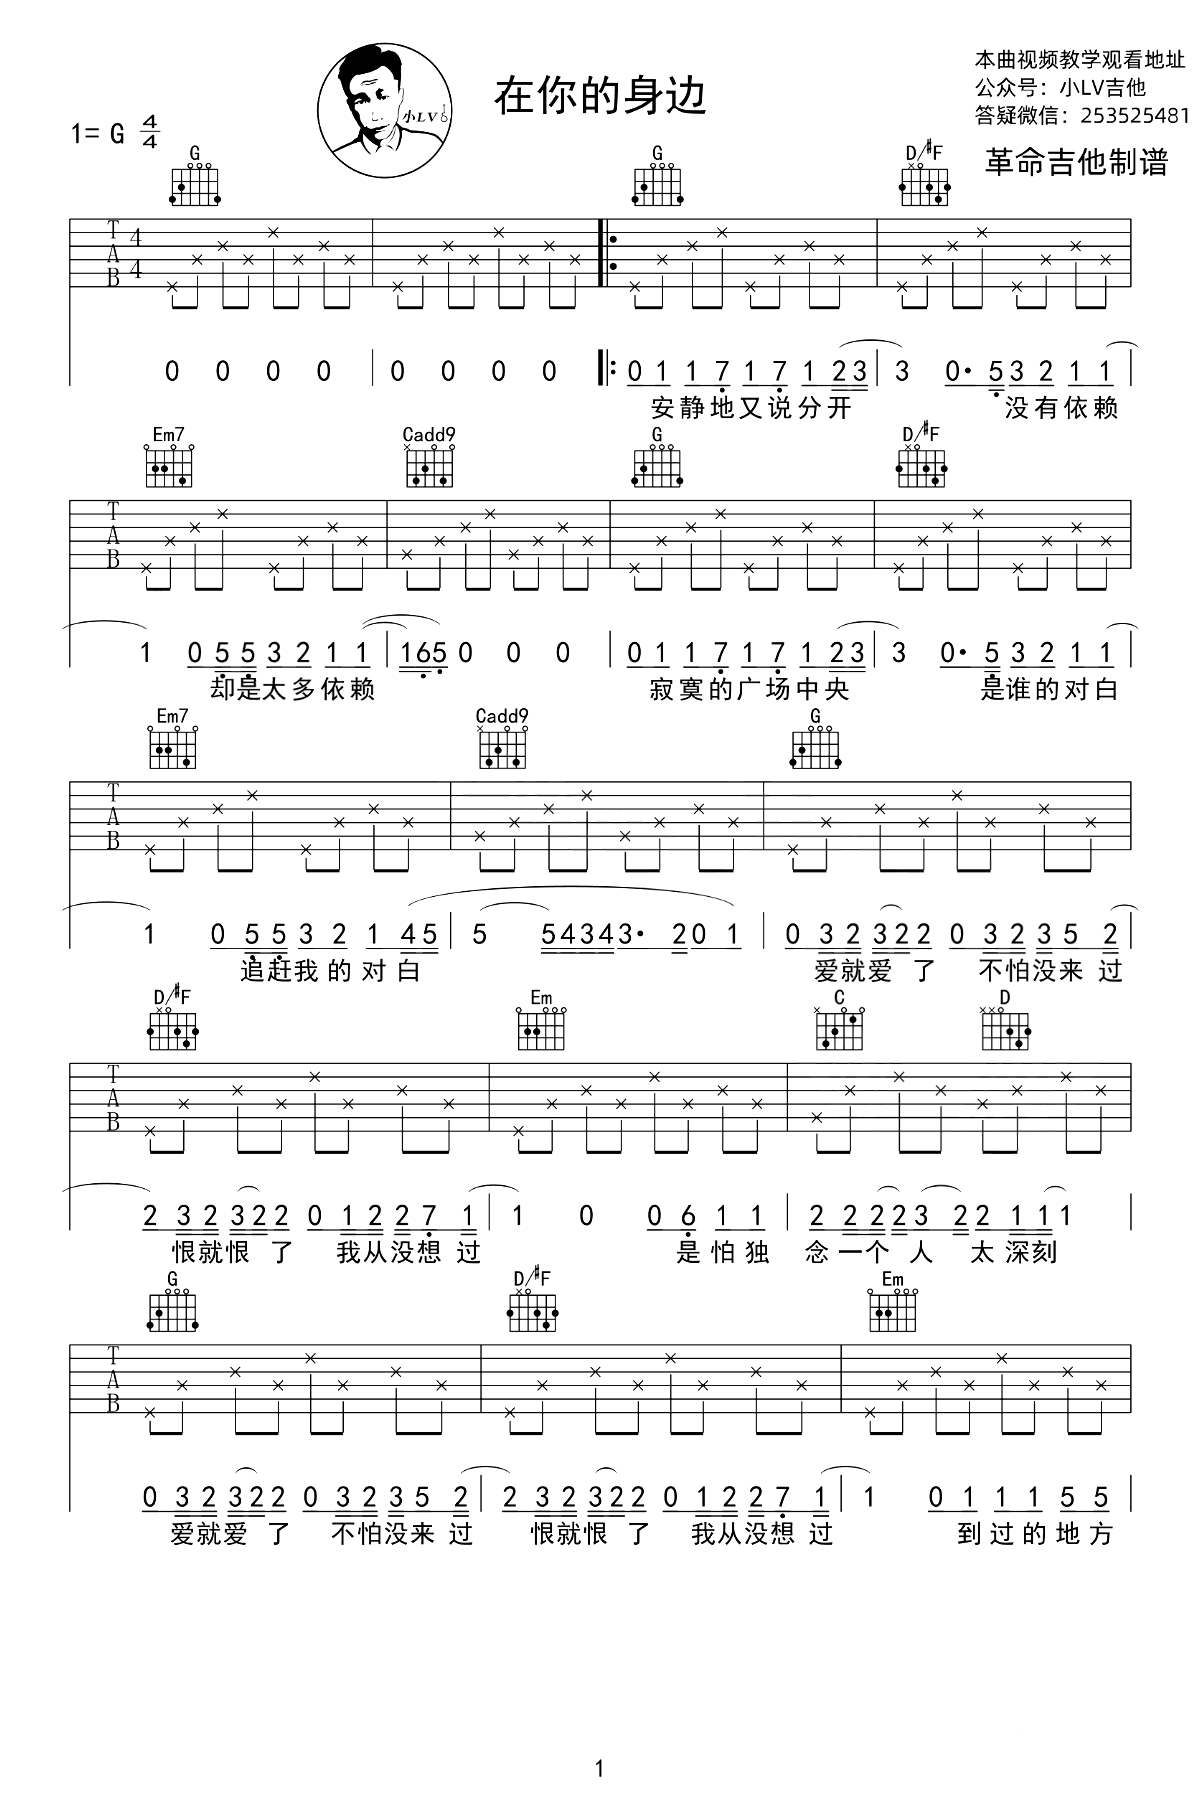 本曲视频教学观看地址
公众号：小LV吉他
答疑微信：253525481
在你的身边
小LV
1= G 4/4
革命吉他制谱
G G D/#F
T A B 4 4
0 0 0 0 | 0 0 0 0 |: 0 1 1 7 1 7 1 2 3 | 3 0· 5 3 2 1 1 |
安静地又说分开 没有依赖
Em7 Cadd9 G D/#F
T A B
1 0 5 5 3 2 1 1 | 1 6 5 0 0 0 | 0 1 1 7 1 7 1 2 3 | 3 0· 5 3 2 1 1 |
却是太多依赖 寂寞的广场中央 是谁的对白
Em7 Cadd9 G
T A B
1 0 5 5 3 2 1 4 5 | 5 5 4 3 4 3· 2 0 1 | 0 3 2 3 2 2 0 3 2 3 5 2 |
追赶我的对白 爱就爱了 不怕没来过
D/#F Em C D
T A B
2 3 2 3 2 2 0 1 2 2 7 1 | 1 0 0 6 1 1 | 2 2 2 2 3 2 2 1 1 1 |
恨就恨了 我从没想过 是怕独 念一个人 太深刻
G D/#F Em
T A B
0 3 2 3 2 2 0 3 2 3 5 2 | 2 3 2 3 2 2 0 1 2 2 7 1 | 1 0 1 1 1 5 5 |
爱就爱了 不怕没来过 恨就恨了 我从没想过 到过的地方
1